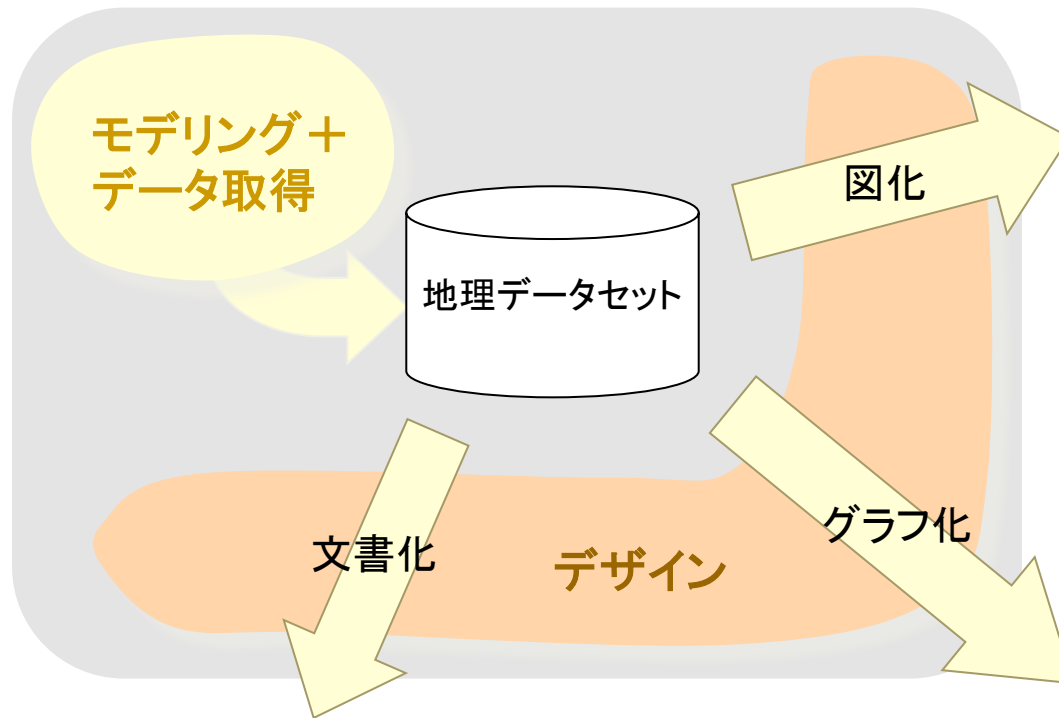 モデリング＋
データ取得
図化
地理データセット
グラフ化
文書化
デザイン